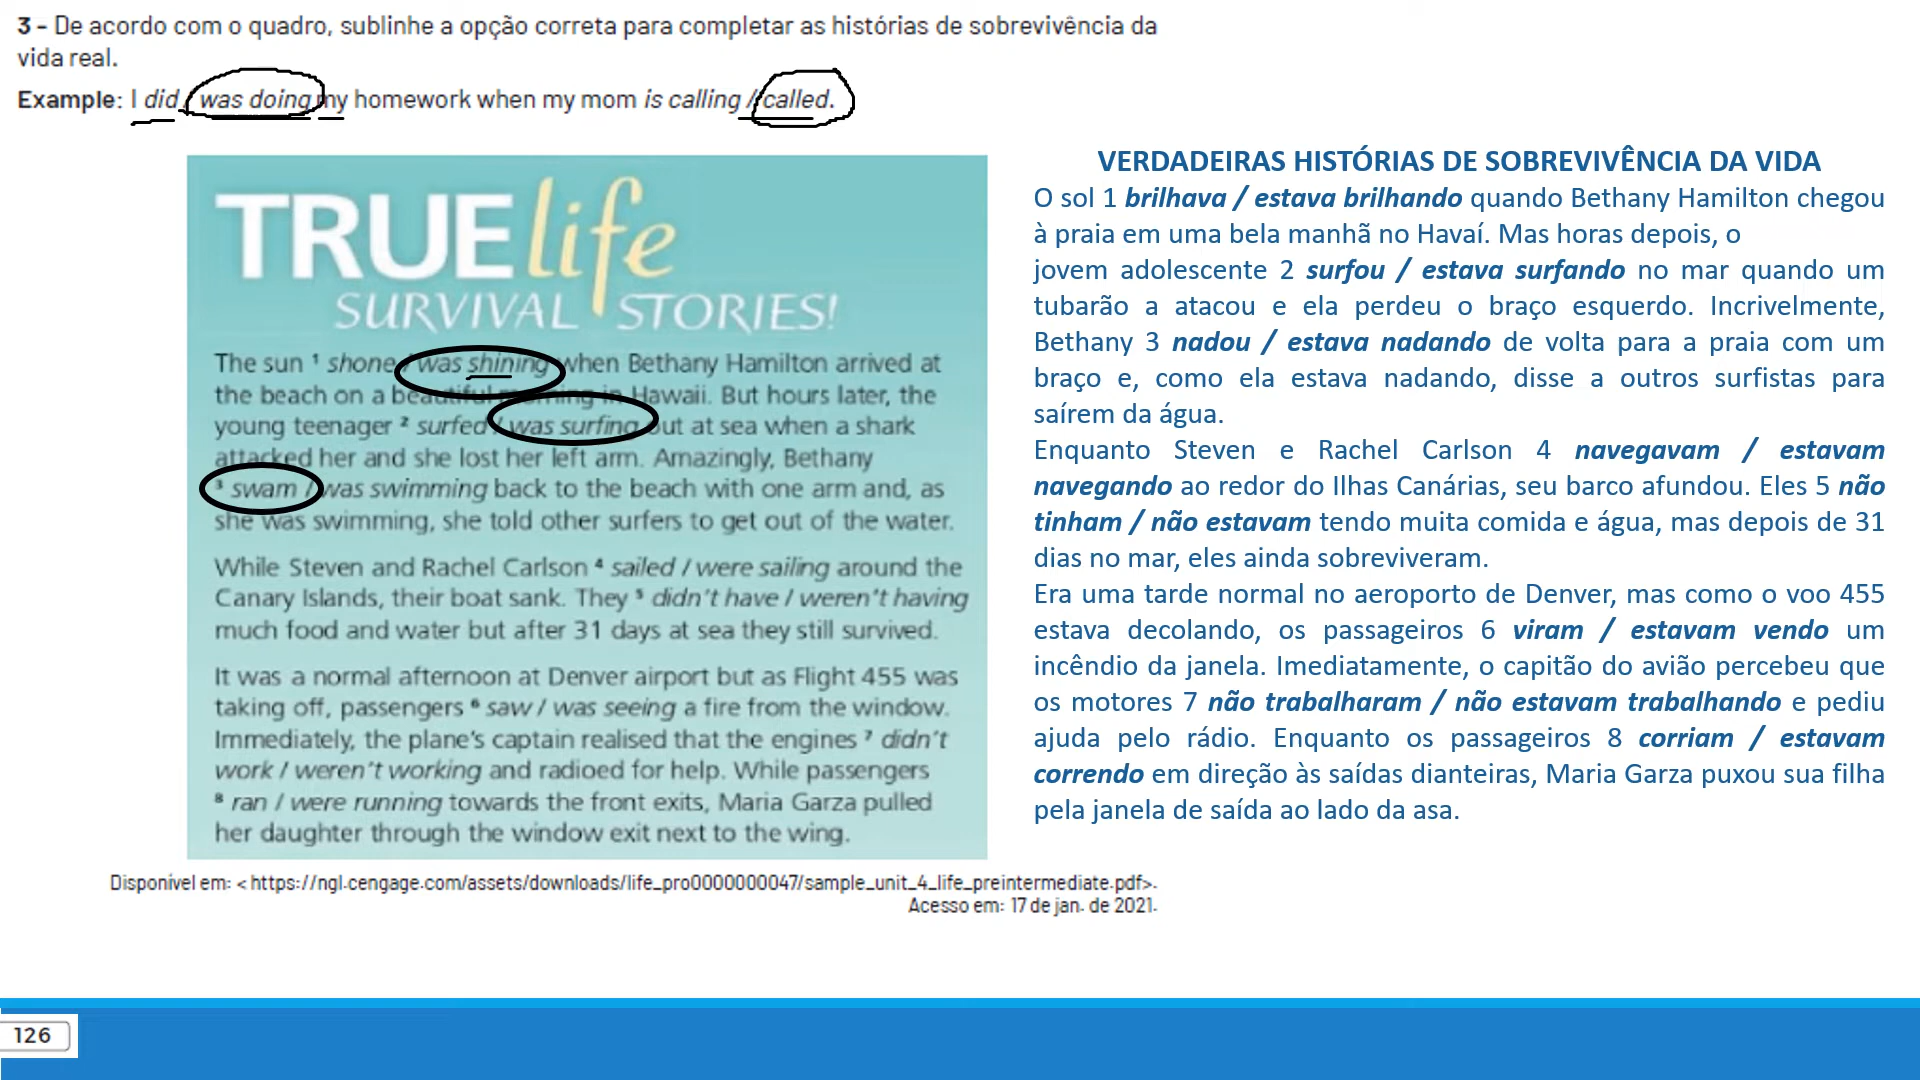 3 - De acordo com o quadro, sublinhe a opção correta para completar as histórias de sobrevivência da
vida real.
Example: I did / was doing my homework when my mom is calling / called.
TRUE life
SURVIVAL STORIES!
The sun ¹ shone / was shining when Bethany Hamilton arrived at
the beach on a beautiful morning in Hawaii. But hours later, the
young teenager ² surfed / was surfing out at sea when a shark
attacked her and she lost her left arm. Amazingly, Bethany
³ swam / was swimming back to the beach with one arm and, as
she was swimming, she told other surfers to get out of the water.
While Steven and Rachel Carlson ⁴ sailed / were sailing around the
Canary Islands, their boat sank. They ⁵ didn't have / weren't having
much food and water but after 31 days at sea they still survived.
It was a normal afternoon at Denver airport but as Flight 455 was
taking off, passengers ⁶ saw / was seeing a fire from the window.
Immediately, the plane's captain realised that the engines ⁷ didn't
work / weren't working and radioed for help. While passengers
⁸ ran / were running towards the front exits, Maria Garza pulled
her daughter through the window exit next to the wing.
Disponível em: < https://ngl.cengage.com/assets/downloads/life_pro0000000047/sample_unit_4_life_preintermediate.pdf>.
Acesso em: 17 de jan. de 2021.
VERDADEIRAS HISTÓRIAS DE SOBREVIVÊNCIA DA VIDA
O sol 1 brilhava / estava brilhando quando Bethany Hamilton chegou
à praia em uma bela manhã no Havaí. Mas horas depois, o
jovem adolescente 2 surfou / estava surfando no mar quando um
tubarão a atacou e ela perdeu o braço esquerdo. Incrivelmente,
Bethany 3 nadou / estava nadando de volta para a praia com um
braço e, como ela estava nadando, disse a outros surfistas para
saírem da água.
Enquanto Steven e Rachel Carlson 4 navegavam / estavam
navegando ao redor do Ilhas Canárias, seu barco afundou. Eles 5 não
tinham / não estavam tendo muita comida e água, mas depois de 31
dias no mar, eles ainda sobreviveram.
Era uma tarde normal no aeroporto de Denver, mas como o voo 455
estava decolando, os passageiros 6 viram / estavam vendo um
incêndio da janela. Imediatamente, o capitão do avião percebeu que
os motores 7 não trabalharam / não estavam trabalhando e pediu
ajuda pelo rádio. Enquanto os passageiros 8 corriam / estavam
correndo em direção às saídas dianteiras, Maria Garza puxou sua filha
pela janela de saída ao lado da asa.
126